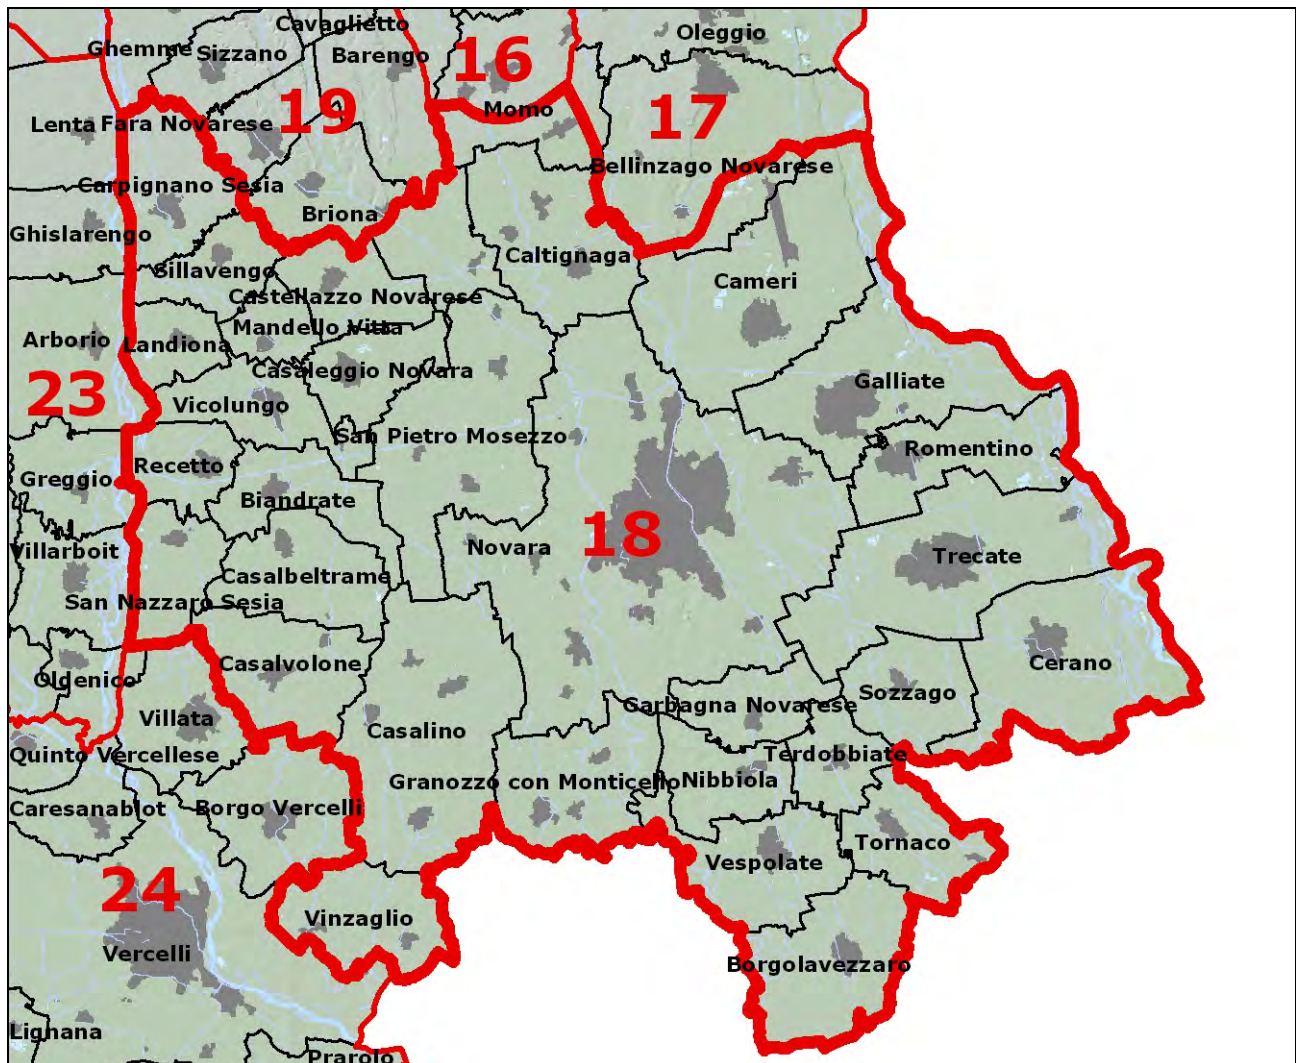 Cavaglietto
Oleggio
Ghemme
Sizzano
Barengo
16
Momo
19
17
Lenta
Fara Novarese
Bellinzago Novarese
Carpignano Sesia
Briona
Ghislarengo
Caltignaga
Sillavengo
Cameri
Castellazzo Novarese
Mandello Vitta
Arborio
Landiona
Casaleggio Novara
Galliate
23
Vicolungo
San Pietro Mosezzo
Romentino
Recetto
Greggio
Biandrate
18
Novara
Villarboit
Trecate
Casalbeltrame
San Nazzaro Sesia
Casalvolone
Cerano
Oldenico
Sozzago
Garbagna Novarese
Villata
Casalino
Quinto Vercellese
Terdobbiate
Granozzo con Monticello
Nibbiola
Caresanablot
Borgo Vercelli
Tornaco
Vespolate
24
Vinzaglio
Vercelli
Borgolavezzaro
Lignana
Prarolo